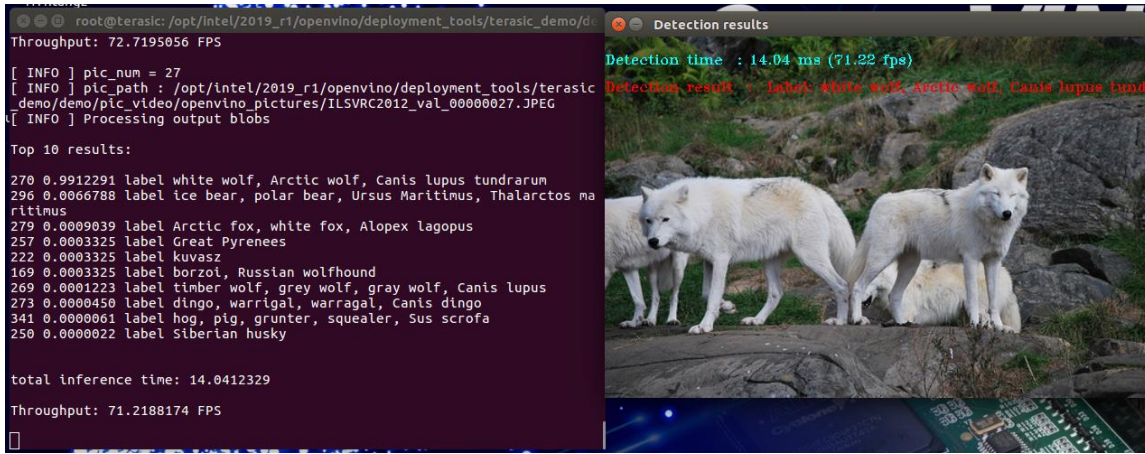 root@terasic: /opt/intel/2019_r1/openvino/deployment_tools/terasic_demo/de
Throughput: 72.7195056 FPS
[ INFO ] pic_num = 27
[ INFO ] pic_path : /opt/intel/2019_r1/openvino/deployment_tools/terasic
_demo/demo/pic_video/openvino_pictures/ILSVRC2012_val_00000027.JPEG
[ INFO ] Processing output blobs
Top 10 results:
270 0.9912291 label white wolf, Arctic wolf, Canis lupus tundrarum
296 0.0066788 label ice bear, polar bear, Ursus Maritimus, Thalarctos ma
ritimus
279 0.0009039 label Arctic fox, white fox, Alopex lagopus
257 0.0003325 label Great Pyrenees
222 0.0003325 label kuvasz
169 0.0003325 label borzoi, Russian wolfhound
269 0.0001223 label timber wolf, grey wolf, gray wolf, Canis lupus
273 0.0000450 label dingo, warrigal, warragal, Canis dingo
341 0.0000061 label hog, pig, grunter, squealer, Sus scrofa
250 0.0000022 label Siberian husky
total inference time: 14.0412329
Throughput: 71.2188174 FPS
Detection results
Detection time : 14.04 ms (71.22 fps)
Detection result : Label: white wolf, Arctic wolf, Canis lupus tund